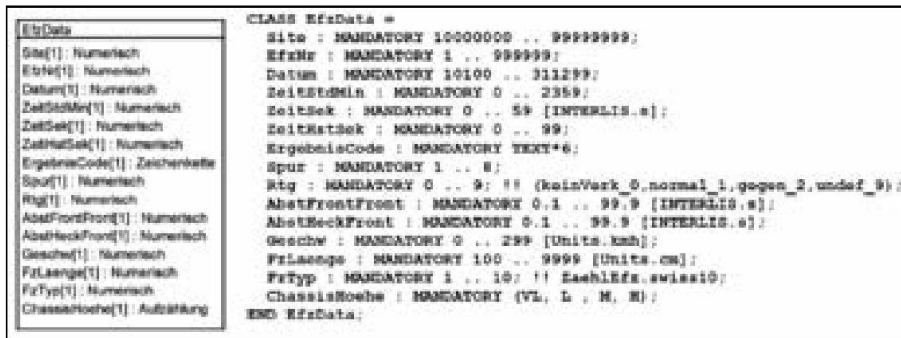 EfzData
Site[1] : Numerisch
EfzNr[1] : Numerisch
Datum[1] : Numerisch
ZeitStdMin[1] : Numerisch
ZeitSek[1] : Numerisch
ZeitHstSek[1] : Numerisch
ErgebnisCode[1] : Zeichenkette
Spur[1] : Numerisch
Rtg[1] : Numerisch
AbstFrontFront[1] : Numerisch
AbstHeckFront[1] : Numerisch
Geschw[1] : Numerisch
FzLaenge[1] : Numerisch
FzTyp[1] : Numerisch
ChassisHoehe[1] : Aufzählung
CLASS EfzData =
Site : MANDATORY 10000000 .. 99999999;
EfzNr : MANDATORY 1 .. 999999;
Datum : MANDATORY 10100 .. 311299;
ZeitStdMin : MANDATORY 0 .. 2359;
ZeitSek : MANDATORY 0 .. 59 [INTERLIS.s];
ZeitHstSek : MANDATORY 0 .. 99;
ErgebnisCode : MANDATORY TEXT*6;
Spur : MANDATORY 1 .. 8;
Rtg : MANDATORY 0 .. 9; !! (keinVerk_0,normal_1,gegen_2,undef_9);
AbstFrontFront : MANDATORY 0.1 .. 99.9 [INTERLIS.s];
AbstHeckFront : MANDATORY 0.1 .. 99.9 [INTERLIS.s];
Geschw : MANDATORY 0 .. 299 [Units.kmh];
FzLaenge : MANDATORY 100 .. 9999 [Units.cm];
FzTyp : MANDATORY 1 .. 10; !! ZaehlEfz.swiss10;
ChassisHoehe : MANDATORY (VL, L , M, H);
END EfzData;